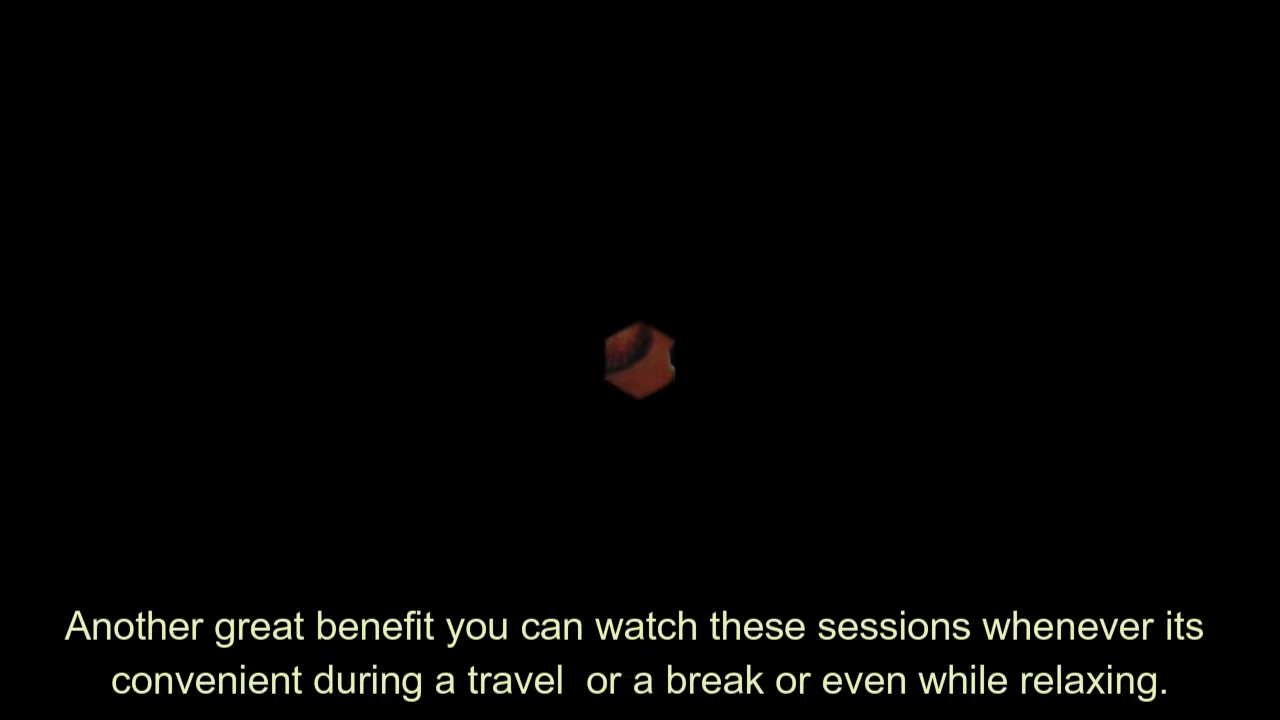 Another great benefit you can watch these sessions whenever its
convenient during a travel  or a break or even while relaxing.